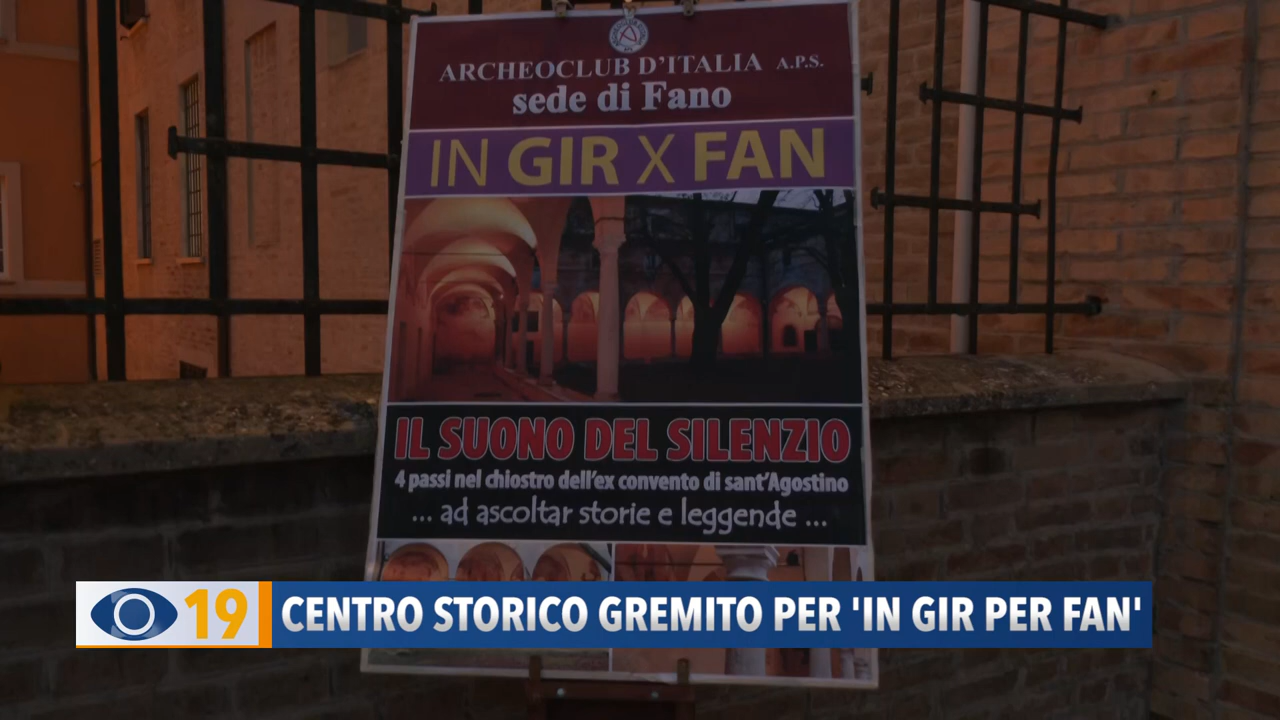 ARCHEOCLUB D'ITALIA A.P.S.
sede di Fano
IN GIR X FAN
IL SUONO DEL SILENZIO
4 passi nel chiostro dell'ex convento di sant'Agostino
... ad ascoltar storie e leggende ...
19 CENTRO STORICO GREMITO PER 'IN GIR PER FAN'